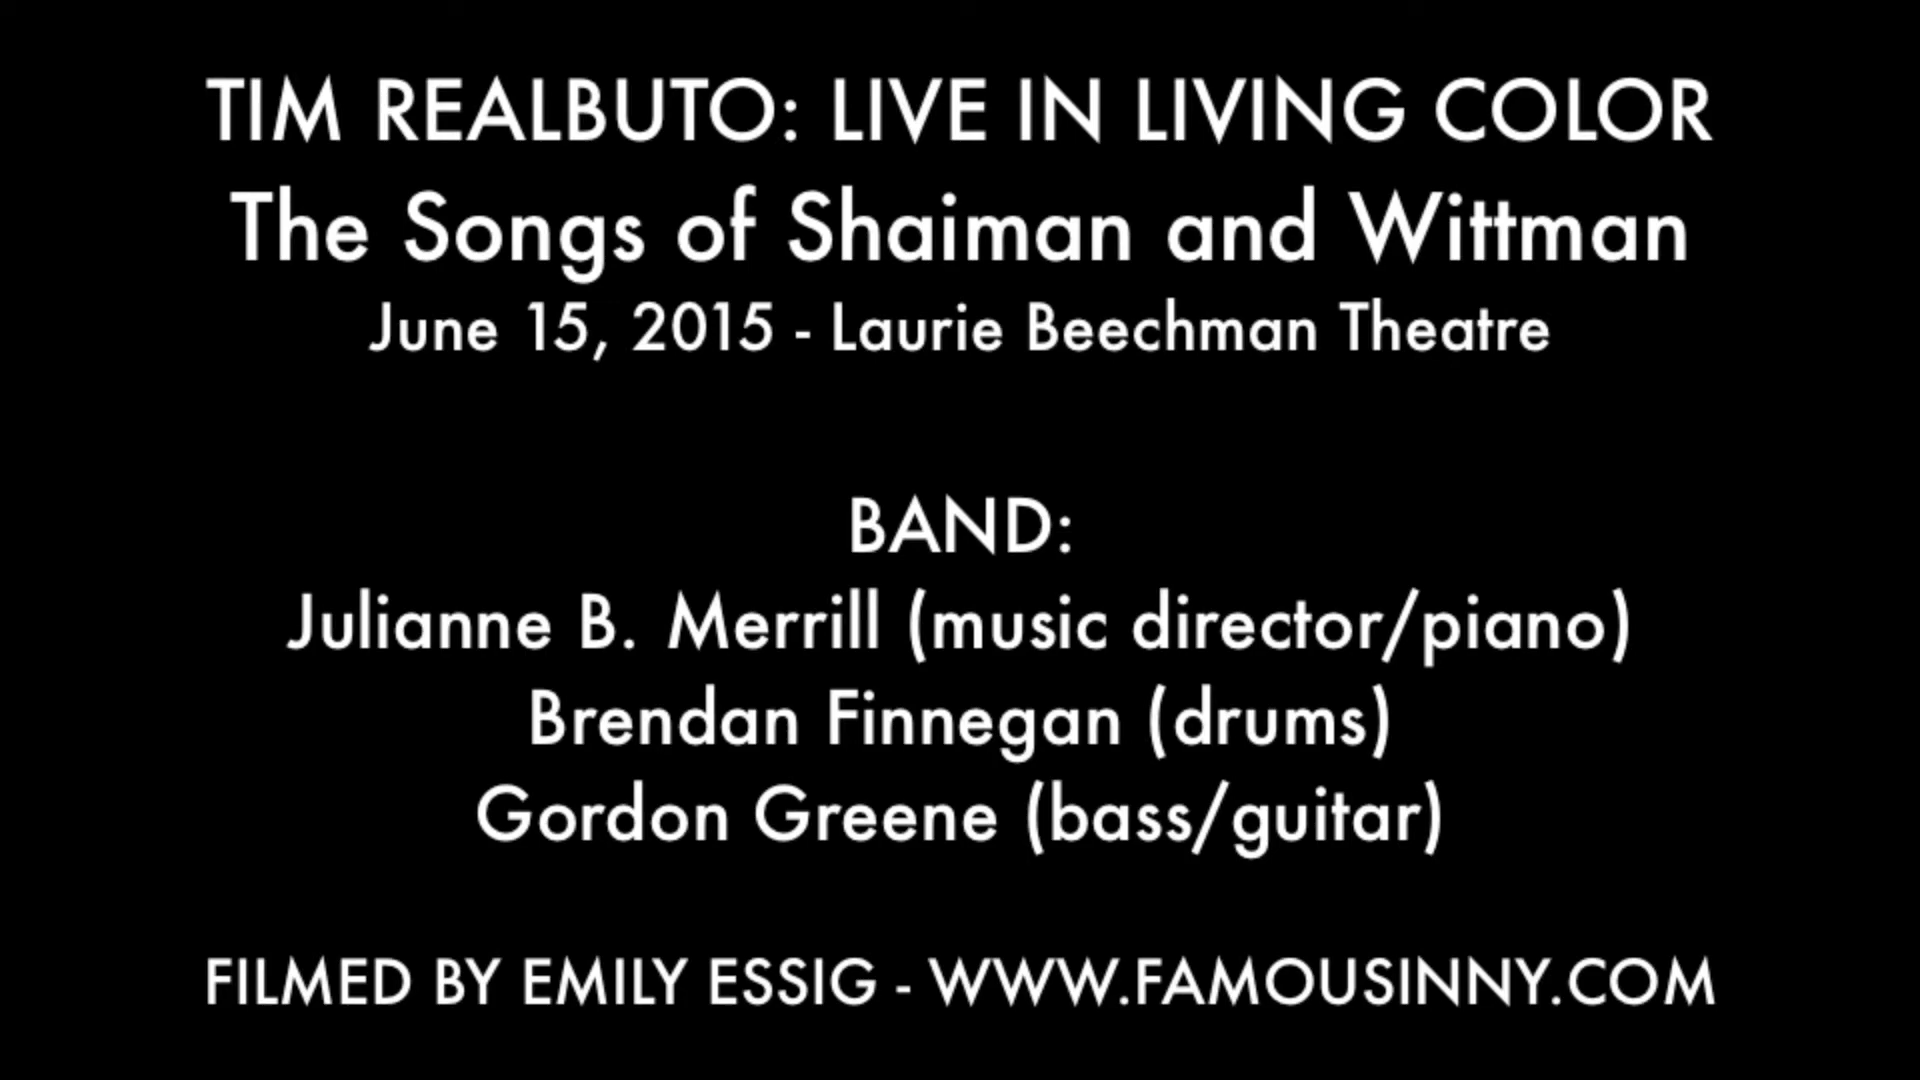 TIM REALBUTO: LIVE IN LIVING COLOR
The Songs of Shaiman and Wittman
June 15, 2015 - Laurie Beechman Theatre
BAND:
Julianne B. Merrill (music director/piano)
Brendan Finnegan (drums)
Gordon Greene (bass/guitar)
FILMED BY EMILY ESSIG - WWW.FAMOUSINNY.COM